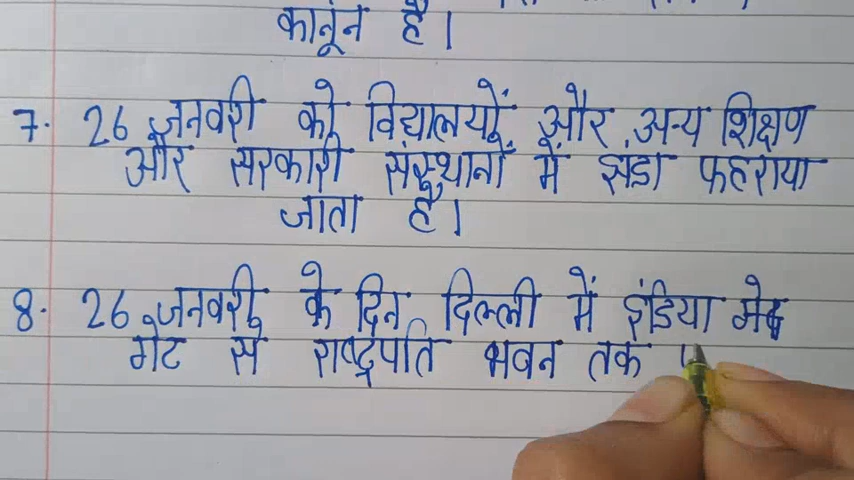 कानून है।
7. 26 जनवरी को विद्यालयों और अन्य शिक्षण
और सरकारी संस्थानों में झंडा फहराया
जाता है।
8. 26 जनवरी के दिन दिल्ली में इंडिया
गेट से राष्ट्रपति भवन तक